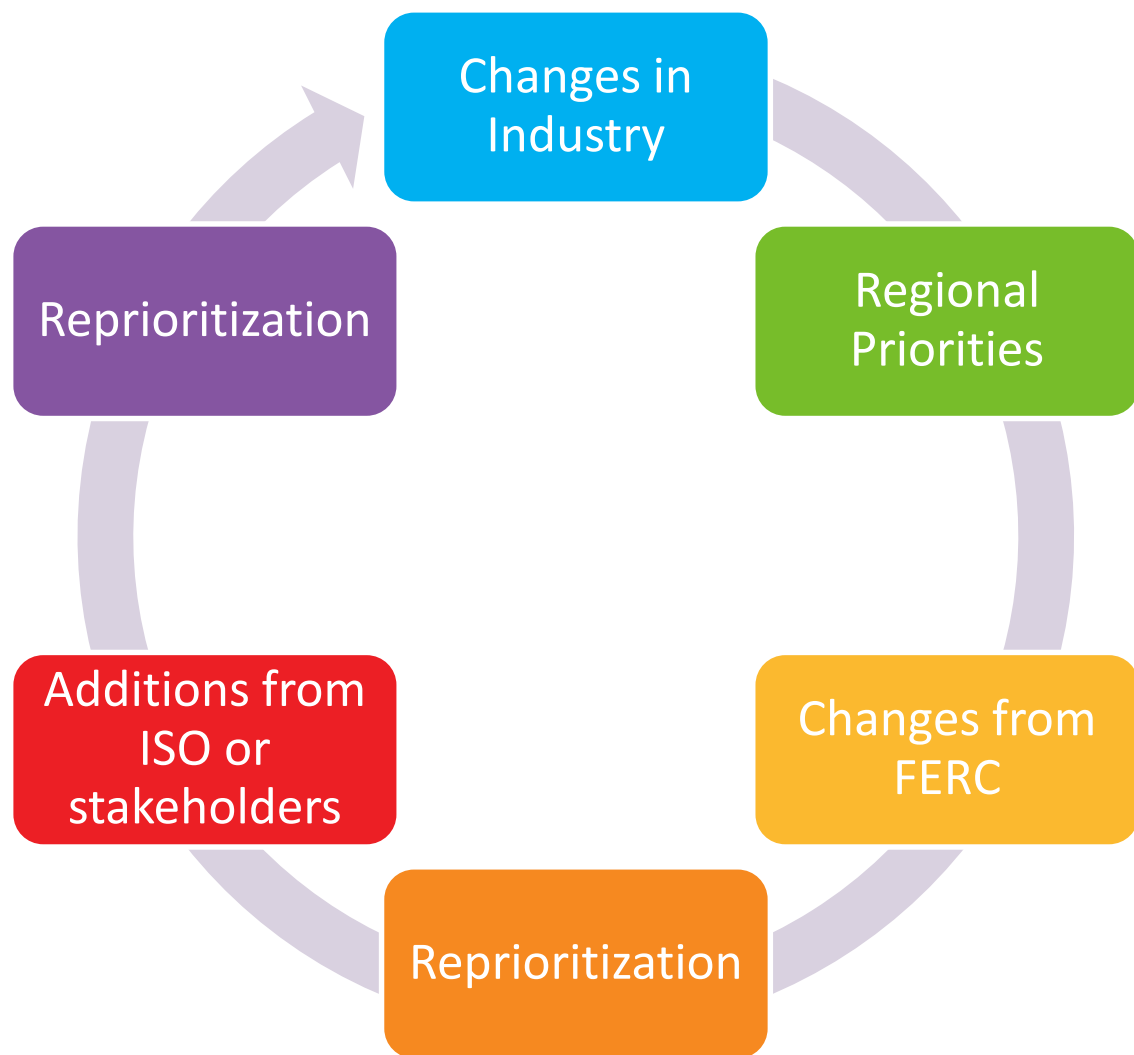 Changes in
Industry
Regional
Priorities
Changes from
FERC
Reprioritization
Additions from
ISO or
stakeholders
Reprioritization